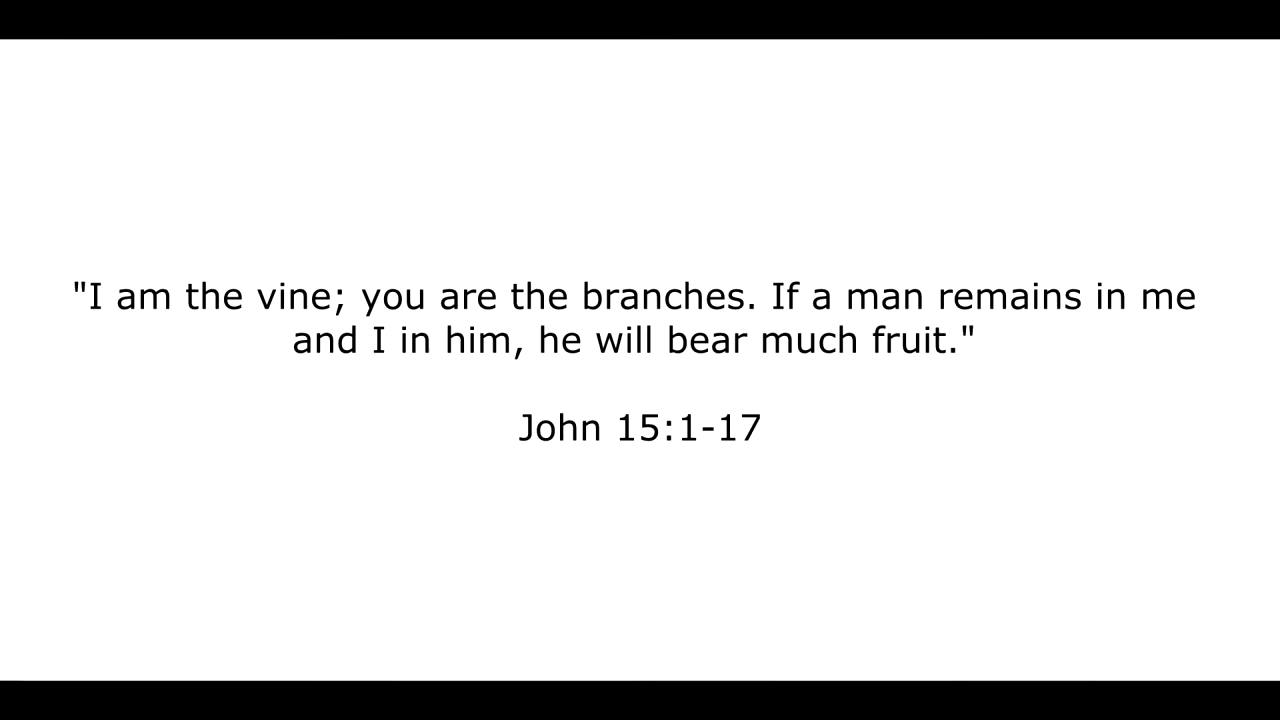 "I am the vine; you are the branches. If a man remains in me
and I in him, he will bear much fruit."
John 15:1-17